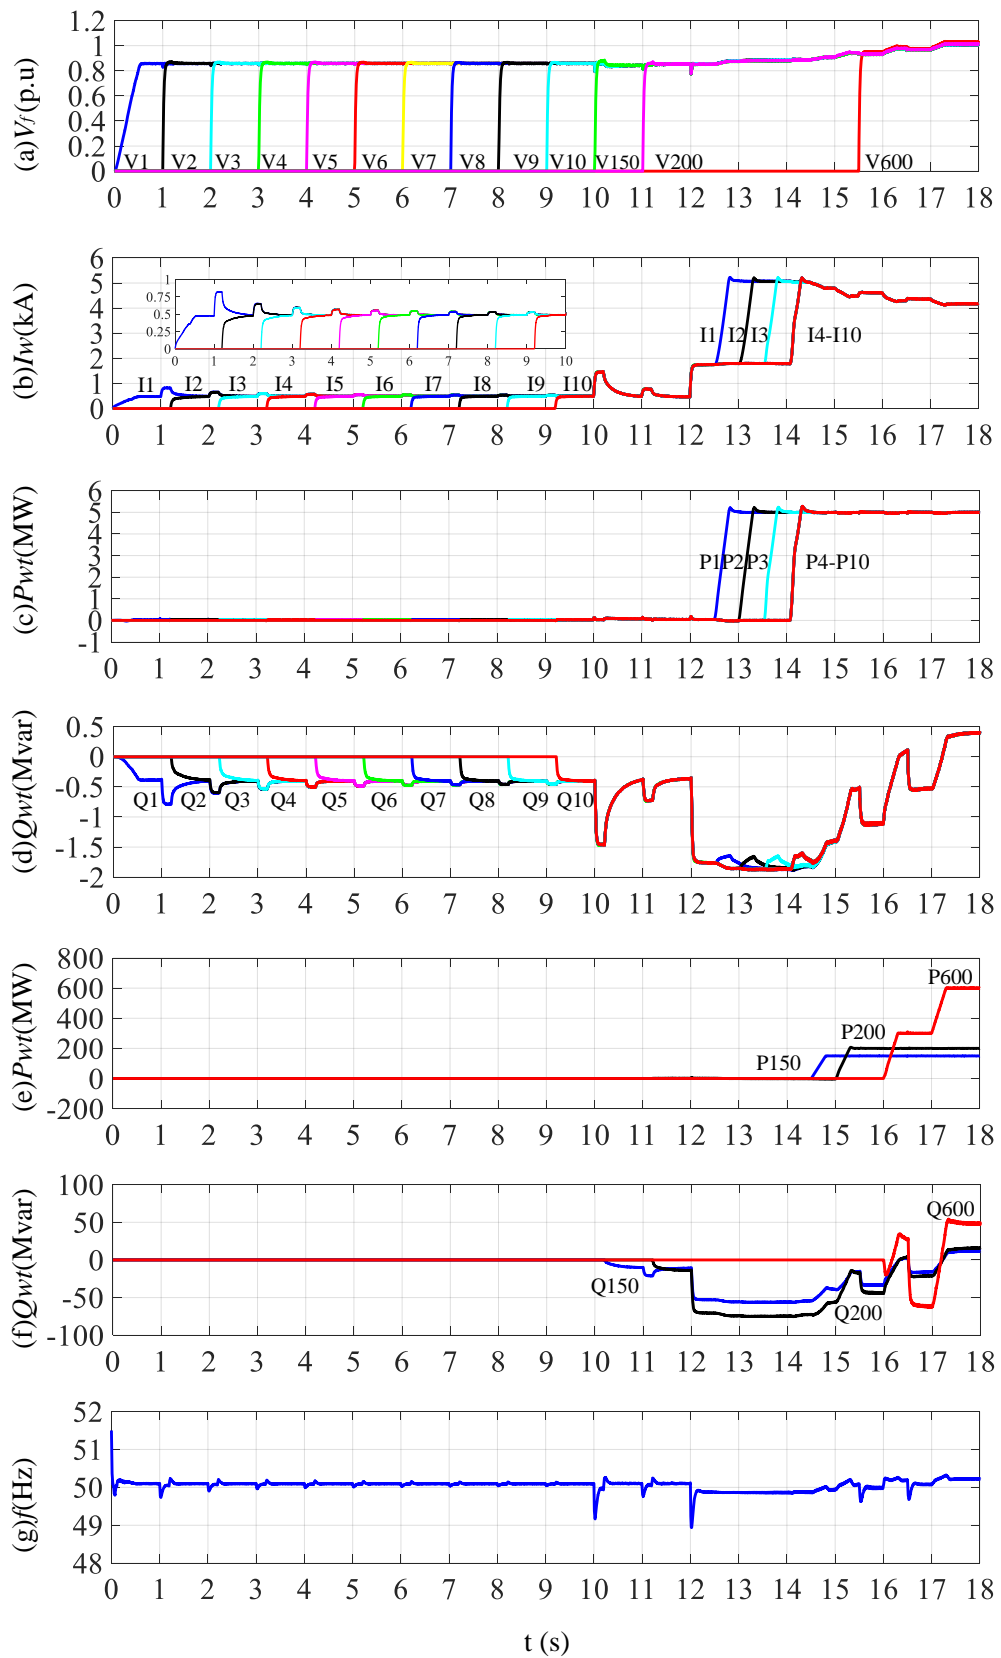 (a)Vf(p.u)
1.2
1
0.8
0.6
0.4
0.2
0
V1 V2 V3 V4 V5 V6 V7 V8 V9 V10 V150 V200 V600
0 1 2 3 4 5 6 7 8 9 10 11 12 13 14 15 16 17 18
(b)Iw(kA)
6
5
4
3
2
1
0
1
0.75
0.5
0.25
0
0 1 2 3 4 5 6 7 8 9 10
I1 I2 I3 I4-I10
I1 I2 I3 I4 I5 I6 I7 I8 I9 I10
0 1 2 3 4 5 6 7 8 9 10 11 12 13 14 15 16 17 18
(c)Pwt(MW)
6
5
4
3
2
1
0
-1
P1 P2 P3 P4-P10
0 1 2 3 4 5 6 7 8 9 10 11 12 13 14 15 16 17 18
(d)Qwt(Mvar)
0.5
0
-0.5
-1
-1.5
-2
Q1 Q2 Q3 Q4 Q5 Q6 Q7 Q8 Q9 Q10
0 1 2 3 4 5 6 7 8 9 10 11 12 13 14 15 16 17 18
(e)Pwt(MW)
800
600
400
200
0
-200
P600
P200
P150
0 1 2 3 4 5 6 7 8 9 10 11 12 13 14 15 16 17 18
(f)Qwt(Mvar)
100
50
0
-50
-100
Q600
Q150
Q200
0 1 2 3 4 5 6 7 8 9 10 11 12 13 14 15 16 17 18
(g)f(Hz)
52
51
50
49
48
0 1 2 3 4 5 6 7 8 9 10 11 12 13 14 15 16 17 18
t (s)